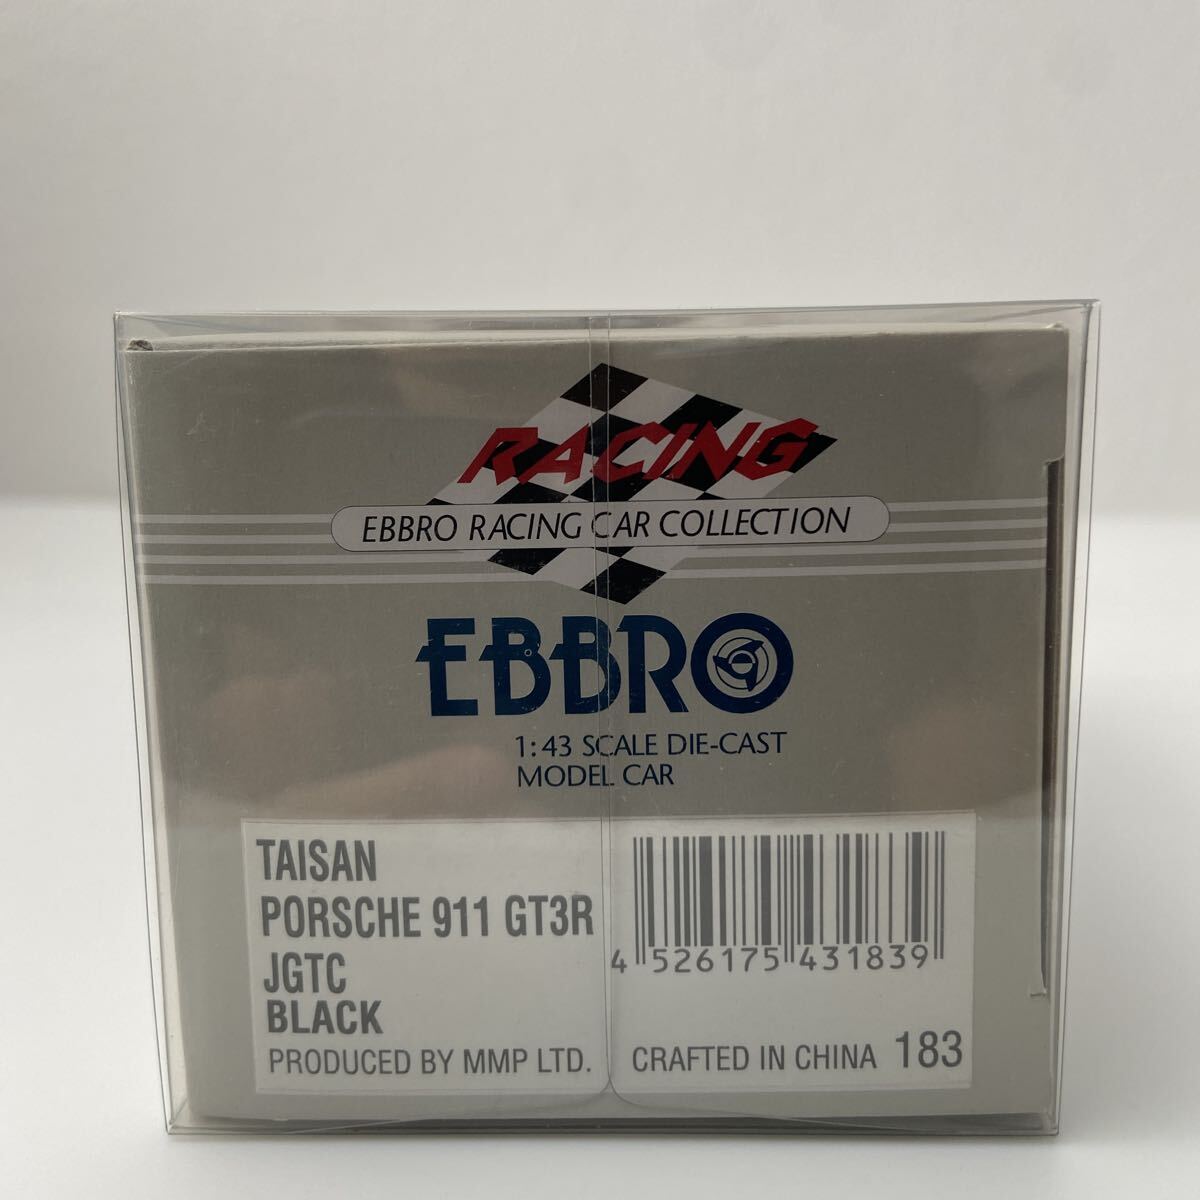 RACING
EBBRO RACING CAR COLLECTION
EBBRO
1:43 SCALE DIE-CAST
MODEL CAR
TAISAN
PORSCHE 911 GT3R
JGTC
BLACK
PRODUCED BY MMP LTD.
4 526175 431839
CRAFTED IN CHINA 183